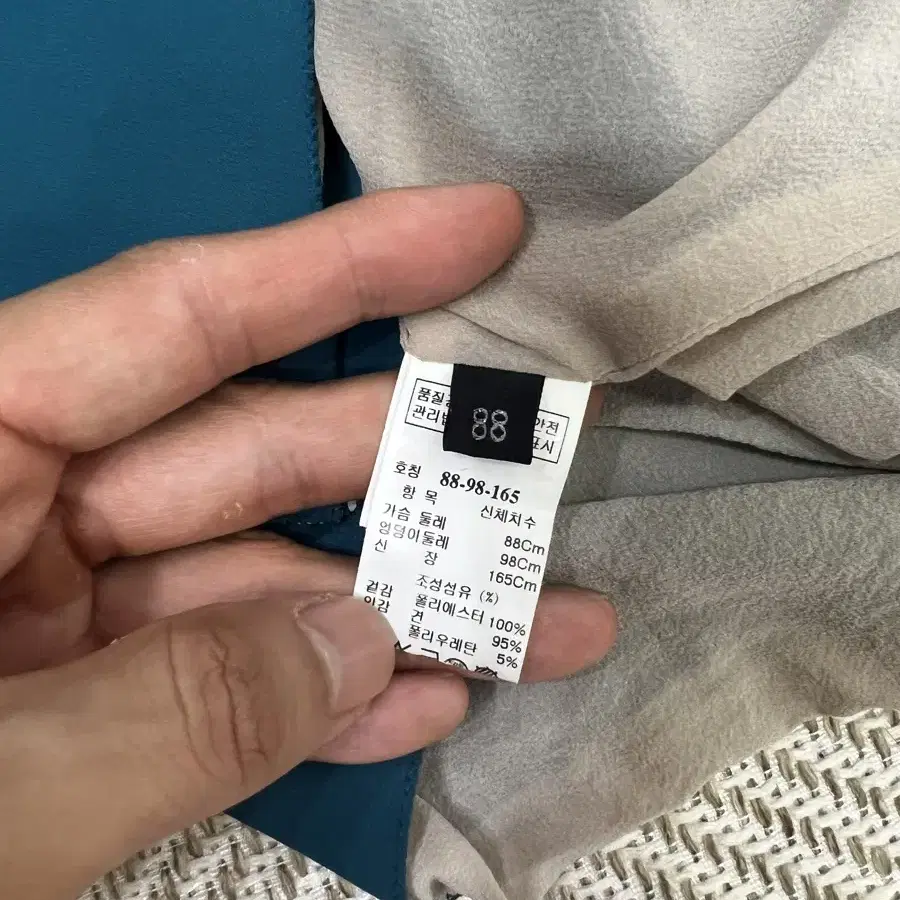 품질
88
안전
관리법
표시
호칭 88-98-165
항 목 신체치수
가슴 둘레 88Cm
엉덩이둘레 98Cm
신 장 165Cm
조성섬유 (%)
겉감 폴리에스터 100%
견 95%
폴리우레탄 5%